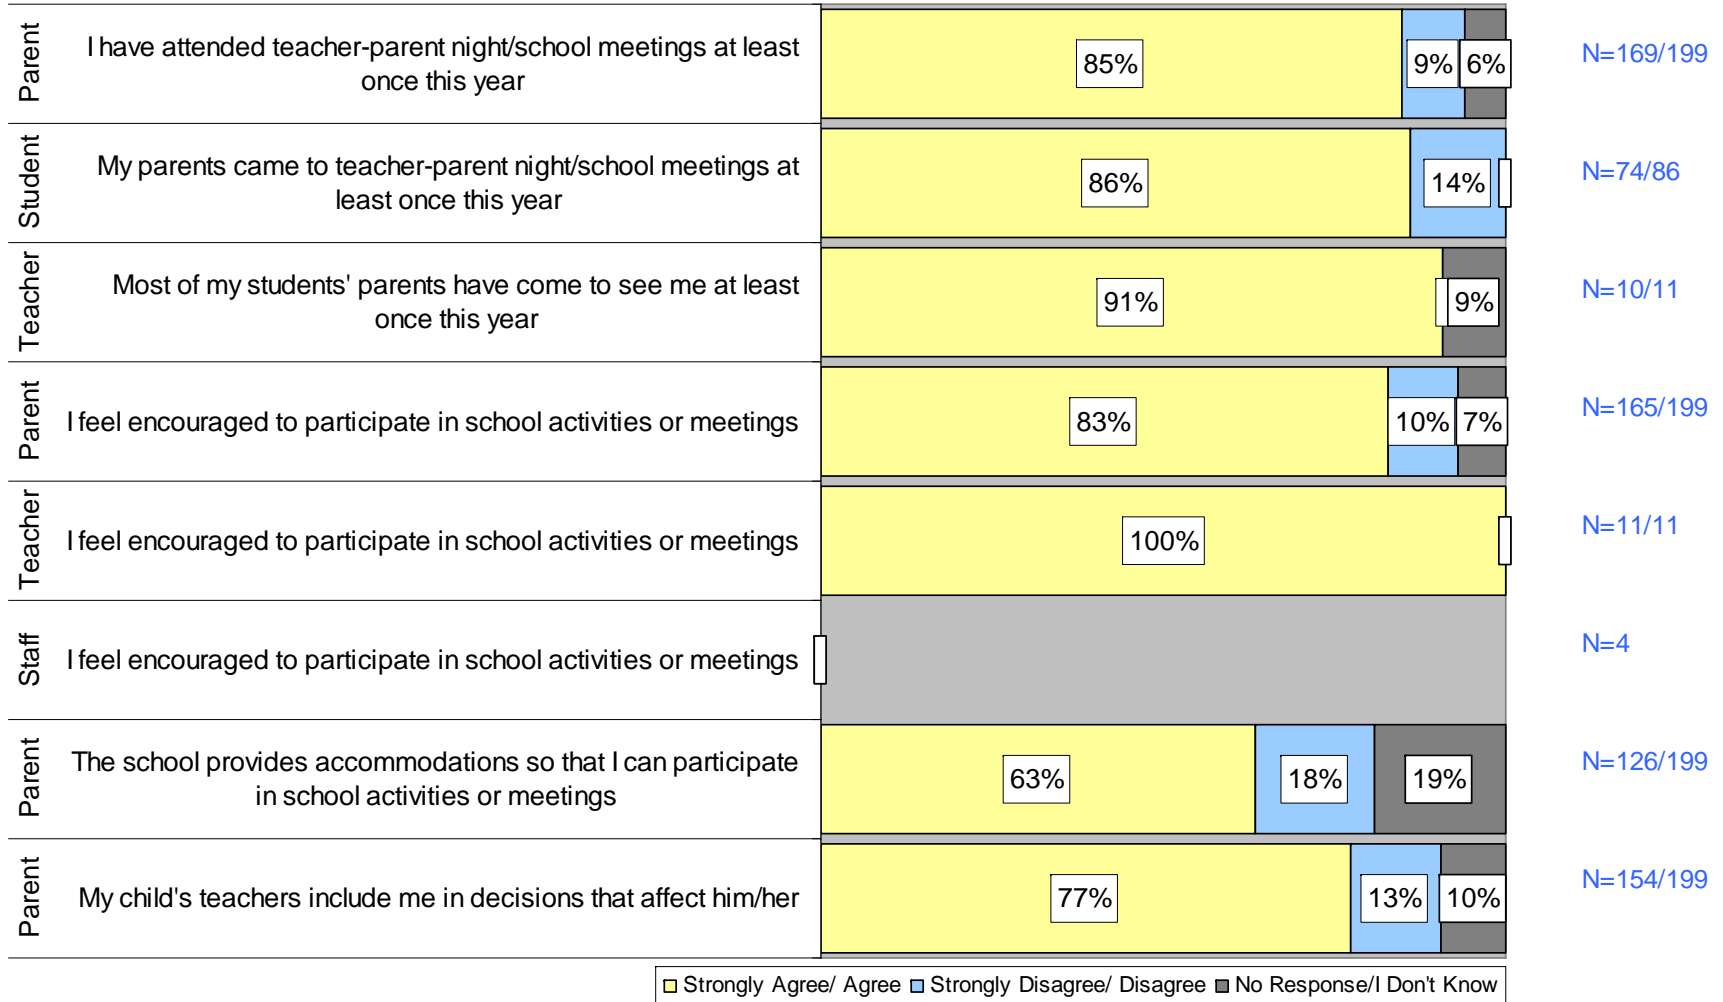 Parent
I have attended teacher-parent night/school meetings at least
once this year
85%
9%
6%
N=169/199
Student
My parents came to teacher-parent night/school meetings at
least once this year
86%
14%
N=74/86
Teacher
Most of my students' parents have come to see me at least
once this year
91%
9%
N=10/11
Parent
I feel encouraged to participate in school activities or meetings
83%
10%
7%
N=165/199
Teacher
I feel encouraged to participate in school activities or meetings
100%
N=11/11
Staff
I feel encouraged to participate in school activities or meetings
N=4
Parent
The school provides accommodations so that I can participate
in school activities or meetings
63%
18%
19%
N=126/199
Parent
My child's teachers include me in decisions that affect him/her
77%
13%
10%
N=154/199
Strongly Agree/ Agree
Strongly Disagree/ Disagree
No Response/I Don't Know